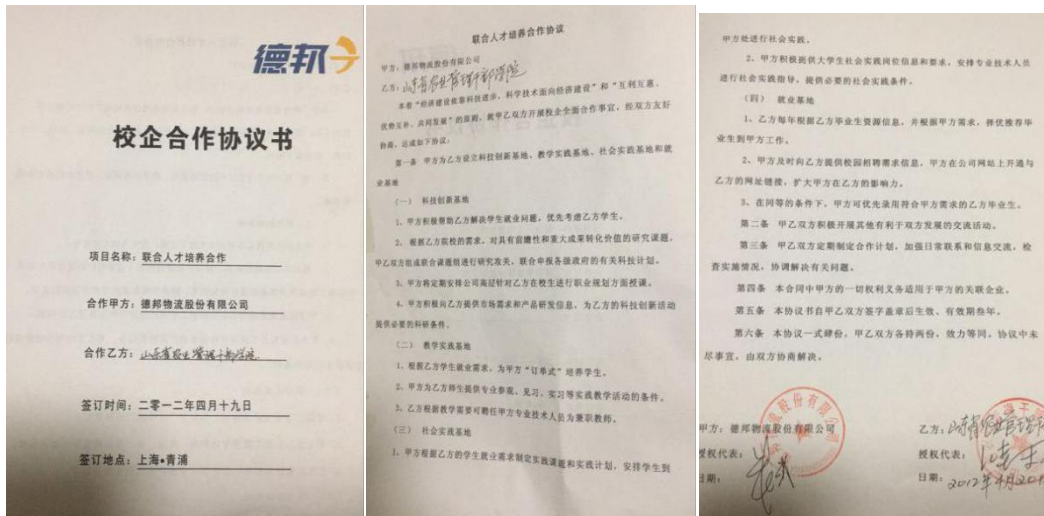 德邦
校企合作协议书
项目名称：联合人才培养合作
合作甲方：德邦物流股份有限公司
合作乙方：山东省农业管理干部学院
签订时间：二零一二年四月十九日
签订地点：上海•青浦
联合人才培养合作协议
甲方：德邦物流股份有限公司
乙方：山东省农业管理干部学院
本着“经济建设依靠科技进步，科学技术面向经济建设”和“互利互惠、
优势互补、共同发展”的原则，就甲乙双方开展校企全面合作事宜，经双方友好
协商，达成如下协议：
第一条 甲方为乙方设立科技创新基地、教学实践基地、社会实践基地和就
业基地
（一） 科技创新基地
1、甲方积极帮助乙方解决学生就业问题，优先考虑乙方学生。
2、根据乙方院校的需求，对具有前瞻性和重大成果转化价值的研究课题，
甲乙双方组成联合课题组进行研究攻关，联合申报各级政府的有关科技计划。
3、甲方将定期安排公司高层针对乙方在校生进行职业规划方面授课。
4、甲方积极向乙方提供市场需求和产品研发信息，为乙方的科技创新活动
提供必要的科研条件。
（二） 教学实践基地
1、根据乙方学生就业需求，为甲方“订单式”培养学生。
2、甲方为乙方师生提供专业参观、见习、实习等实践教学活动的条件。
3、乙方根据教学需要可聘任甲方专业技术人员为兼职教师。
（三） 社会实践基地
1、甲方根据乙方的学生就业需求制定实践课题和实践计划，安排学生到
甲方处进行社会实践。
2、甲方积极提供大学生社会实践岗位信息和要求，安排专业技术人员
进行社会实践指导，提供必要的社会实践条件。
（四） 就业基地
1、乙方每年根据乙方毕业生资源信息，并根据甲方需求，择优推荐毕
业生到甲方工作。
2、甲方及时向乙方提供校园招聘需求信息，甲方在公司网站上开通与
乙方的网址链接，扩大甲方在乙方的影响力。
3、在同等的条件下，甲方可优先录用符合甲方需求的乙方毕业生。
第二条 甲乙双方积极开展其他有利于双方发展的交流活动。
第三条 甲乙双方定期制定合作计划，加强日常联系和信息交流，检
查实施情况，协调解决有关问题。
第四条 本合同中甲方的一切权利义务适用于甲方的关联企业。
第五条 本协议书自甲乙双方签字盖章后生效、有效期叁年。
第六条 本协议一式肆份，甲乙双方各持两份，效力等同，协议中未
尽事宜，由双方协商解决。
甲方：德邦物流股份有限公司
授权代表：
日期：
乙方：山东省农业管理干
授权代表：
日期：2012年4月20日